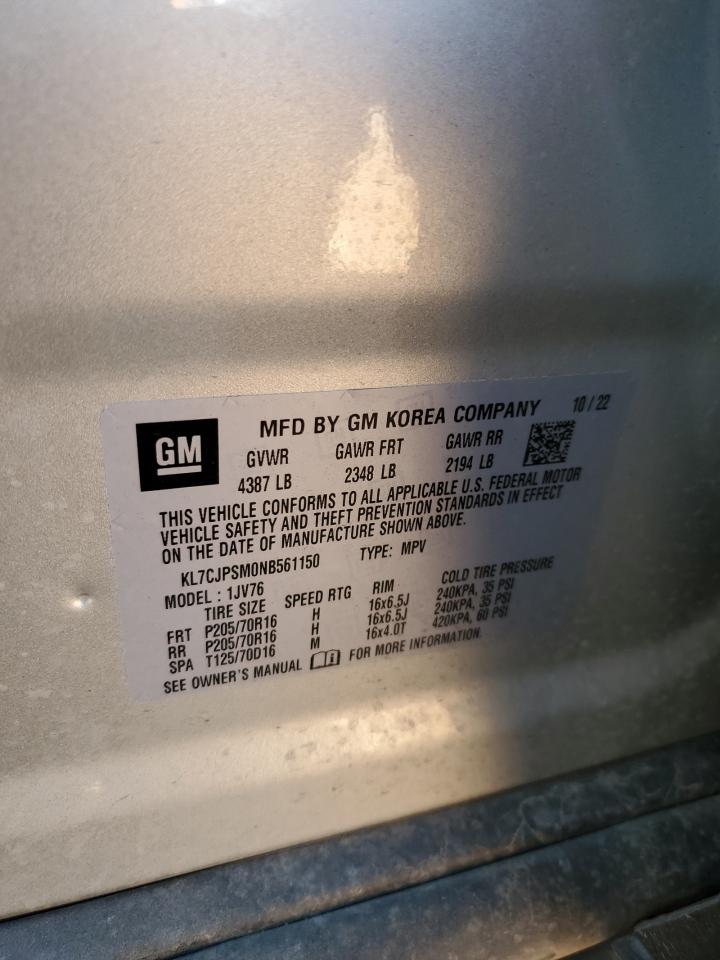 GM
MFD BY GM KOREA COMPANY 10 / 22
GVWR GAWR FRT GAWR RR
4387 LB 2348 LB 2194 LB
THIS VEHICLE CONFORMS TO ALL APPLICABLE U.S. FEDERAL MOTOR
VEHICLE SAFETY AND THEFT PREVENTION STANDARDS IN EFFECT
ON THE DATE OF MANUFACTURE SHOWN ABOVE.
KL7CJPSM0NB561150 TYPE: MPV
MODEL : 1JV76
TIRE SIZE SPEED RTG RIM COLD TIRE PRESSURE
FRT P205/70R16 H 16x6.5J 240KPA, 35 PSI
RR P205/70R16 H 16x6.5J 240KPA, 35 PSI
SPA T125/70D16 M 16x4.0T 420KPA, 60 PSI
SEE OWNER'S MANUAL FOR MORE INFORMATION.